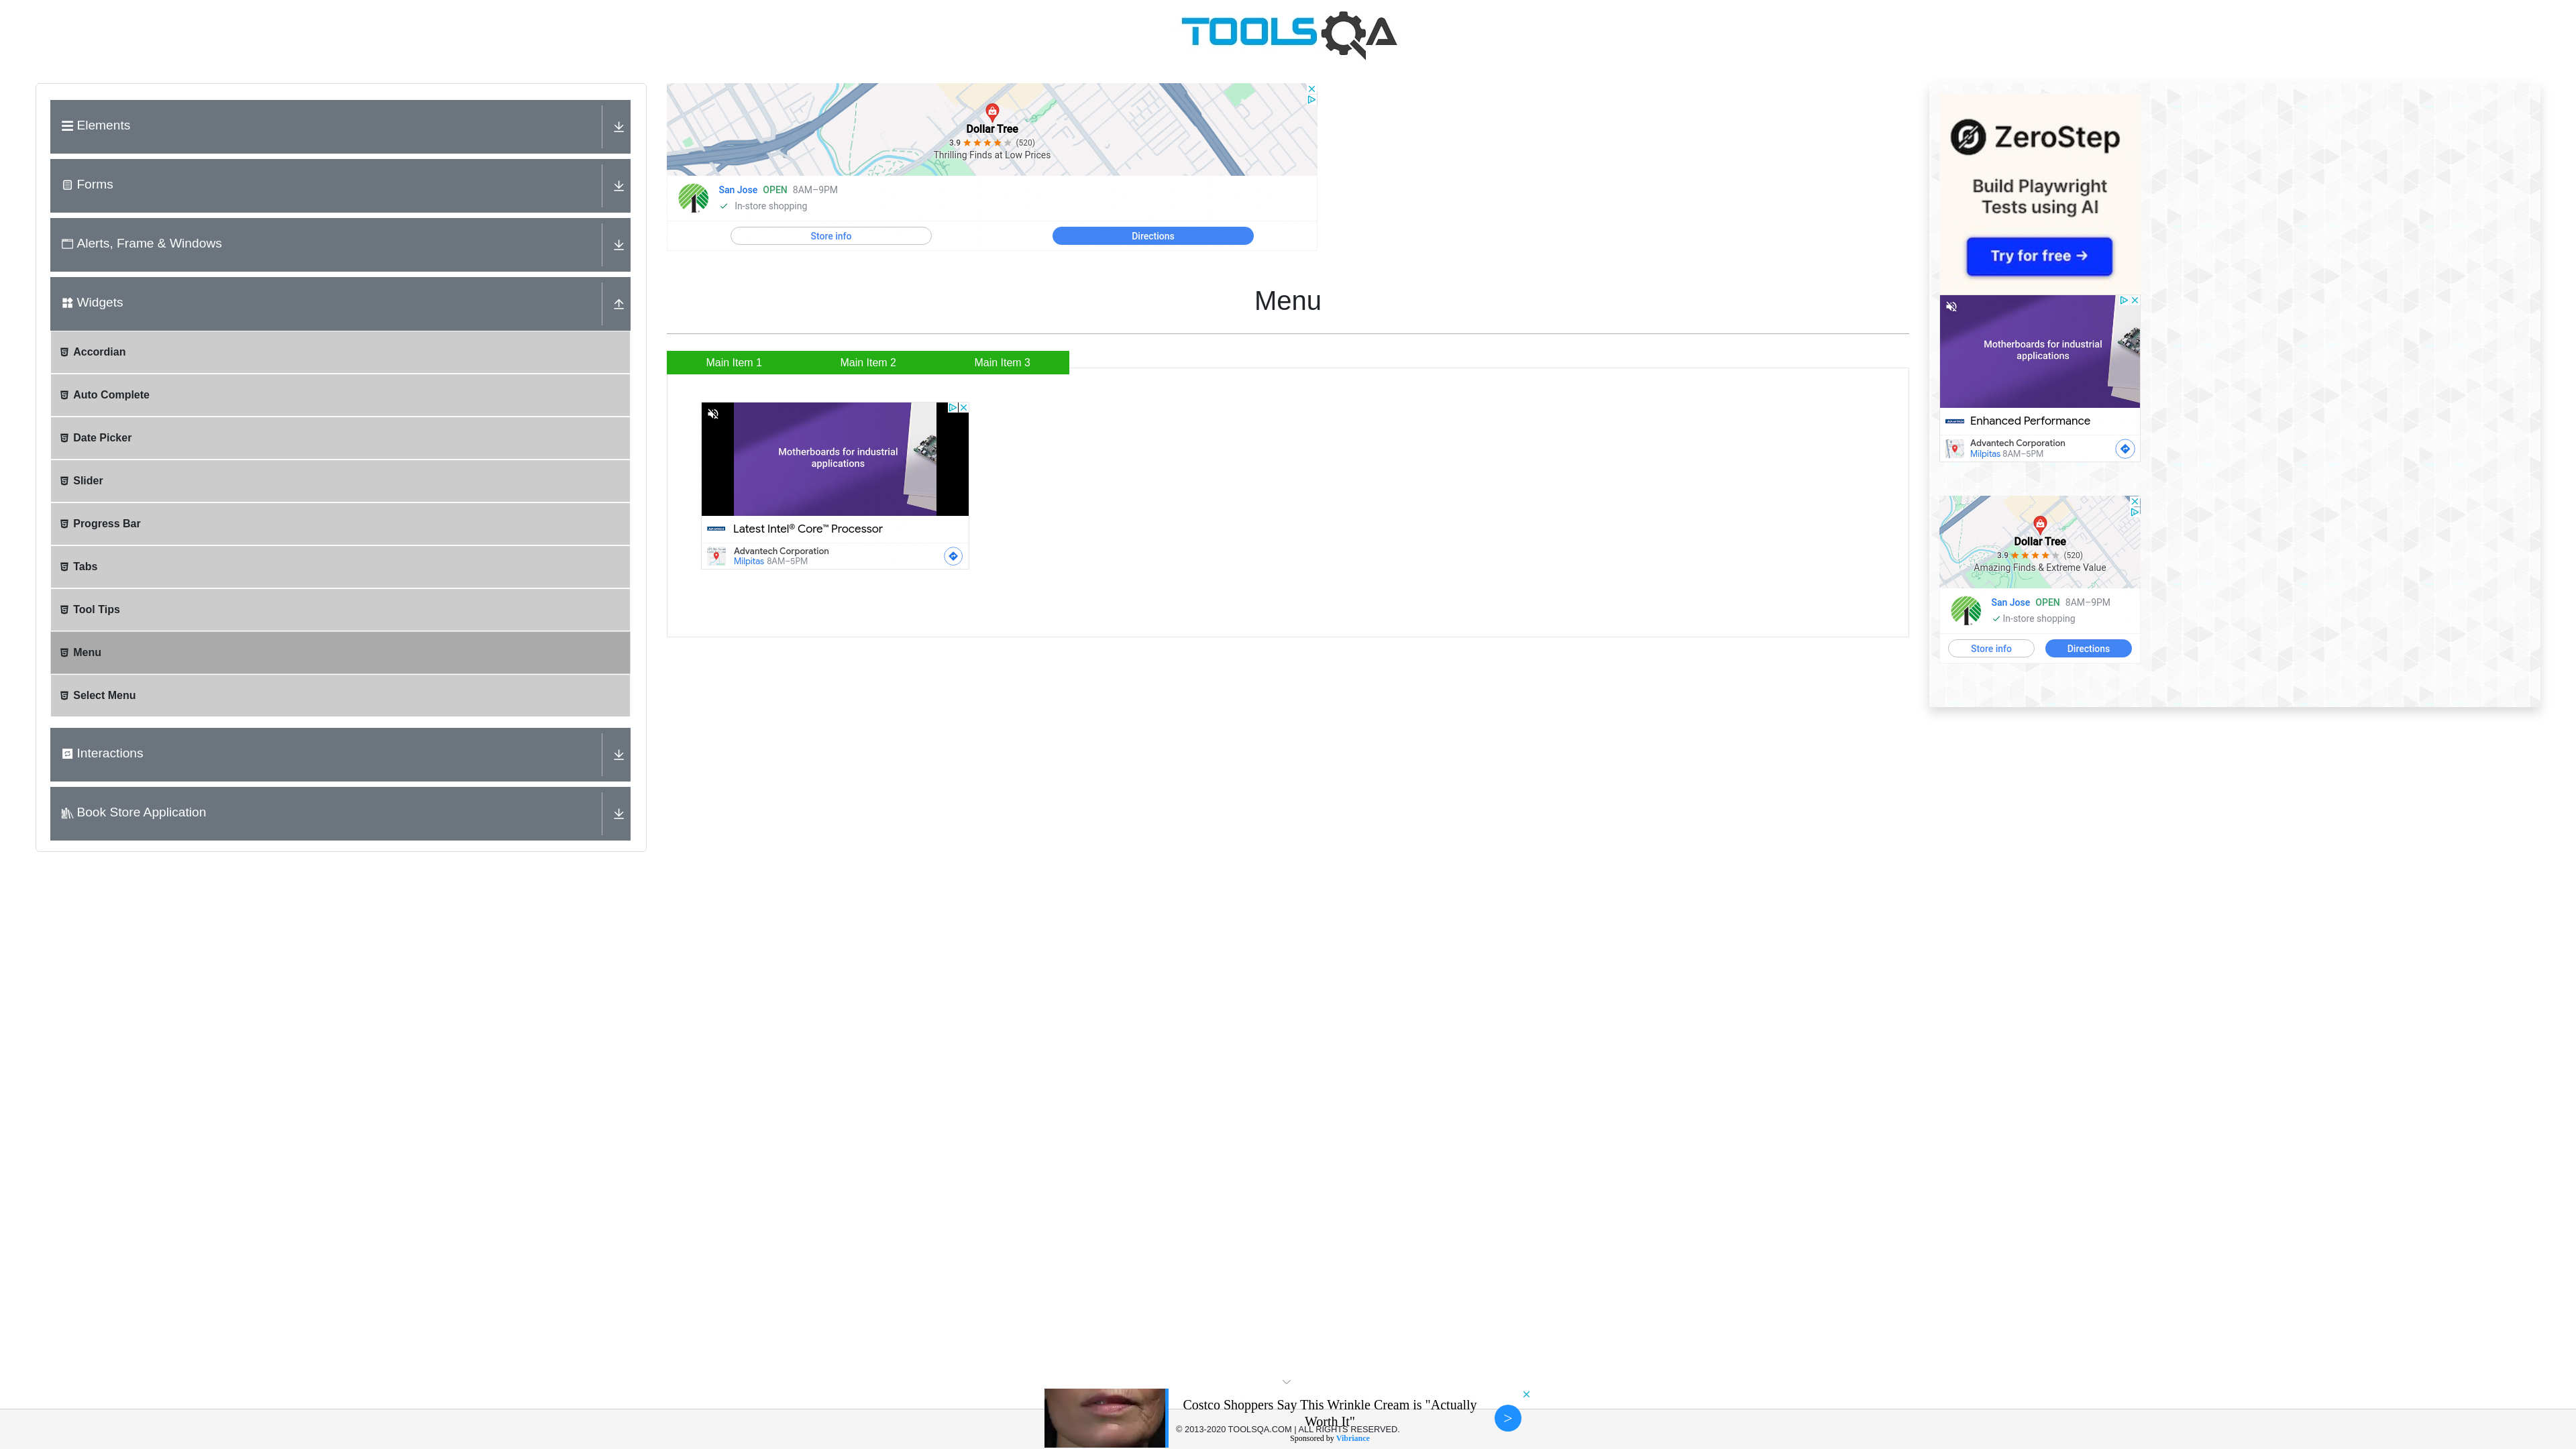 TOOLSQA
Elements
Forms
Alerts, Frame & Windows
Widgets
Accordian
Auto Complete
Date Picker
Slider
Progress Bar
Tabs
Tool Tips
Menu
Select Menu
Interactions
Book Store Application
Dollar Tree
3.9 (520)
Thrilling Finds at Low Prices
San Jose OPEN 8AM–9PM
In-store shopping
Store info
Directions
Menu
Main Item 1
Main Item 2
Main Item 3
Motherboards for industrial
applications
Latest Intel® Core™ Processor
Advantech Corporation
Milpitas 8AM–5PM
ZeroStep
Build Playwright
Tests using AI
Try for free →
Motherboards for industrial
applications
Enhanced Performance
Advantech Corporation
Milpitas 8AM–5PM
Dollar Tree
3.9 (520)
Amazing Finds & Extreme Value
San Jose OPEN 8AM–9PM
In-store shopping
Store info
Directions
Costco Shoppers Say This Wrinkle Cream is "Actually
Worth It"
© 2013-2020 TOOLSQA.COM | ALL RIGHTS RESERVED.
Sponsored by Vibriance